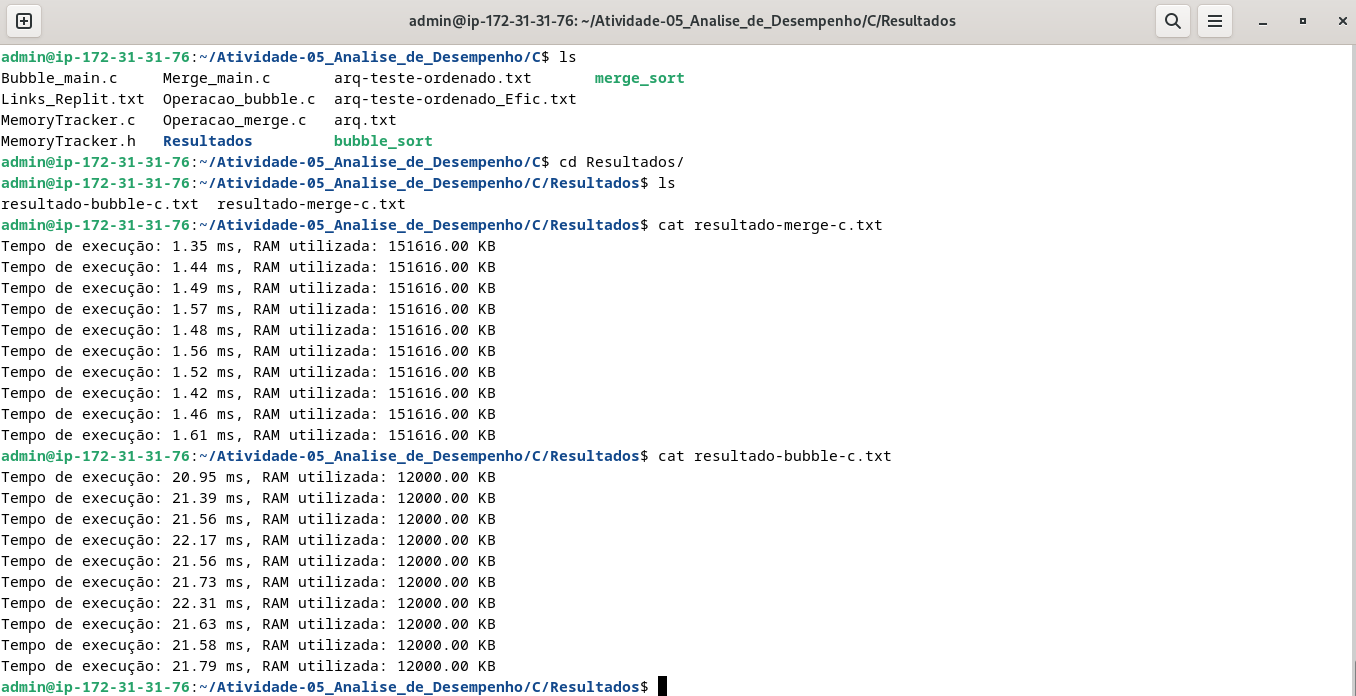 admin@ip-172-31-31-76: ~/Atividade-05_Analise_de_Desempenho/C/Resultados
admin@ip-172-31-31-76:~/Atividade-05_Analise_de_Desempenho/C$ ls
Bubble_main.c     Merge_main.c       arq-teste-ordenado.txt       merge_sort
Links_Replit.txt  Operacao_bubble.c  arq-teste-ordenado_Efic.txt
MemoryTracker.c   Operacao_merge.c   arq.txt
MemoryTracker.h   Resultados         bubble_sort
admin@ip-172-31-31-76:~/Atividade-05_Analise_de_Desempenho/C$ cd Resultados/
admin@ip-172-31-31-76:~/Atividade-05_Analise_de_Desempenho/C/Resultados$ ls
resultado-bubble-c.txt  resultado-merge-c.txt
admin@ip-172-31-31-76:~/Atividade-05_Analise_de_Desempenho/C/Resultados$ cat resultado-merge-c.txt
Tempo de execução: 1.35 ms, RAM utilizada: 151616.00 KB
Tempo de execução: 1.44 ms, RAM utilizada: 151616.00 KB
Tempo de execução: 1.49 ms, RAM utilizada: 151616.00 KB
Tempo de execução: 1.57 ms, RAM utilizada: 151616.00 KB
Tempo de execução: 1.48 ms, RAM utilizada: 151616.00 KB
Tempo de execução: 1.56 ms, RAM utilizada: 151616.00 KB
Tempo de execução: 1.52 ms, RAM utilizada: 151616.00 KB
Tempo de execução: 1.42 ms, RAM utilizada: 151616.00 KB
Tempo de execução: 1.46 ms, RAM utilizada: 151616.00 KB
Tempo de execução: 1.61 ms, RAM utilizada: 151616.00 KB
admin@ip-172-31-31-76:~/Atividade-05_Analise_de_Desempenho/C/Resultados$ cat resultado-bubble-c.txt
Tempo de execução: 20.95 ms, RAM utilizada: 12000.00 KB
Tempo de execução: 21.39 ms, RAM utilizada: 12000.00 KB
Tempo de execução: 21.56 ms, RAM utilizada: 12000.00 KB
Tempo de execução: 22.17 ms, RAM utilizada: 12000.00 KB
Tempo de execução: 21.56 ms, RAM utilizada: 12000.00 KB
Tempo de execução: 21.73 ms, RAM utilizada: 12000.00 KB
Tempo de execução: 22.31 ms, RAM utilizada: 12000.00 KB
Tempo de execução: 21.63 ms, RAM utilizada: 12000.00 KB
Tempo de execução: 21.58 ms, RAM utilizada: 12000.00 KB
Tempo de execução: 21.79 ms, RAM utilizada: 12000.00 KB
admin@ip-172-31-31-76:~/Atividade-05_Analise_de_Desempenho/C/Resultados$